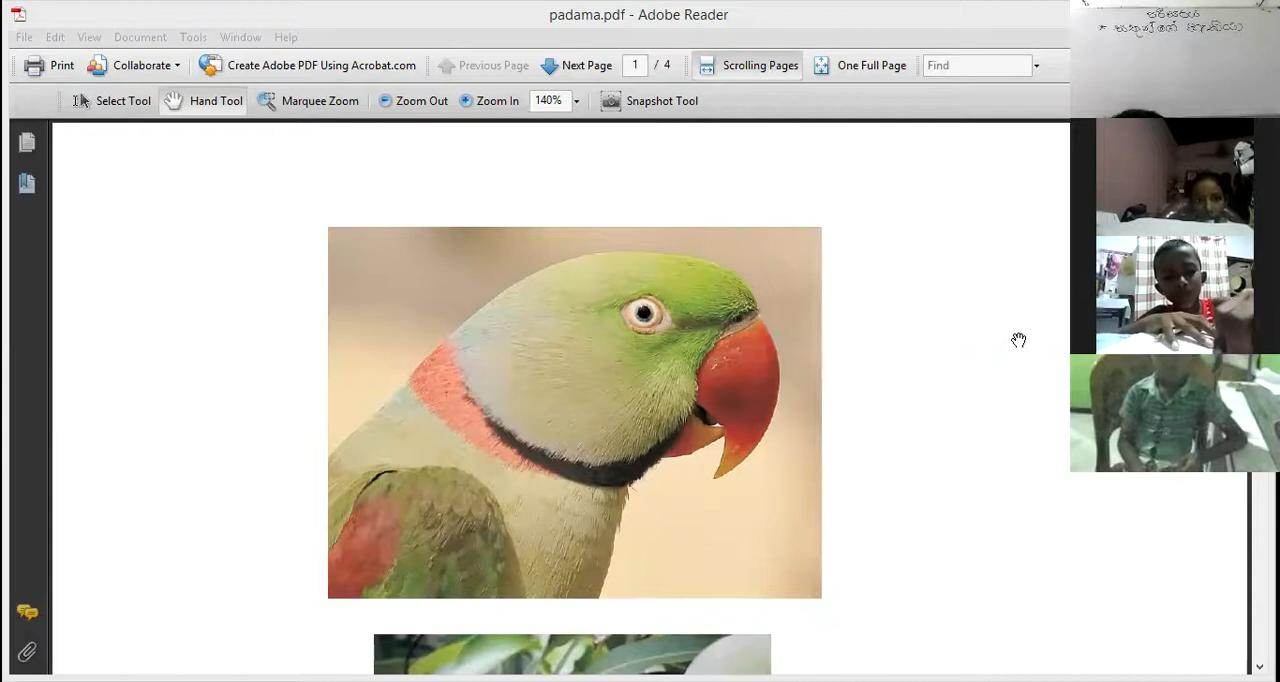 padama.pdf - Adobe Reader
File Edit View Document Tools Window Help
Print Collaborate Create Adobe PDF Using Acrobat.com Previous Page Next Page 1 / 4 Scrolling Pages One Full Page Find
Select Tool Hand Tool Marquee Zoom Zoom Out Zoom In 140% Snapshot Tool
පරිසරය